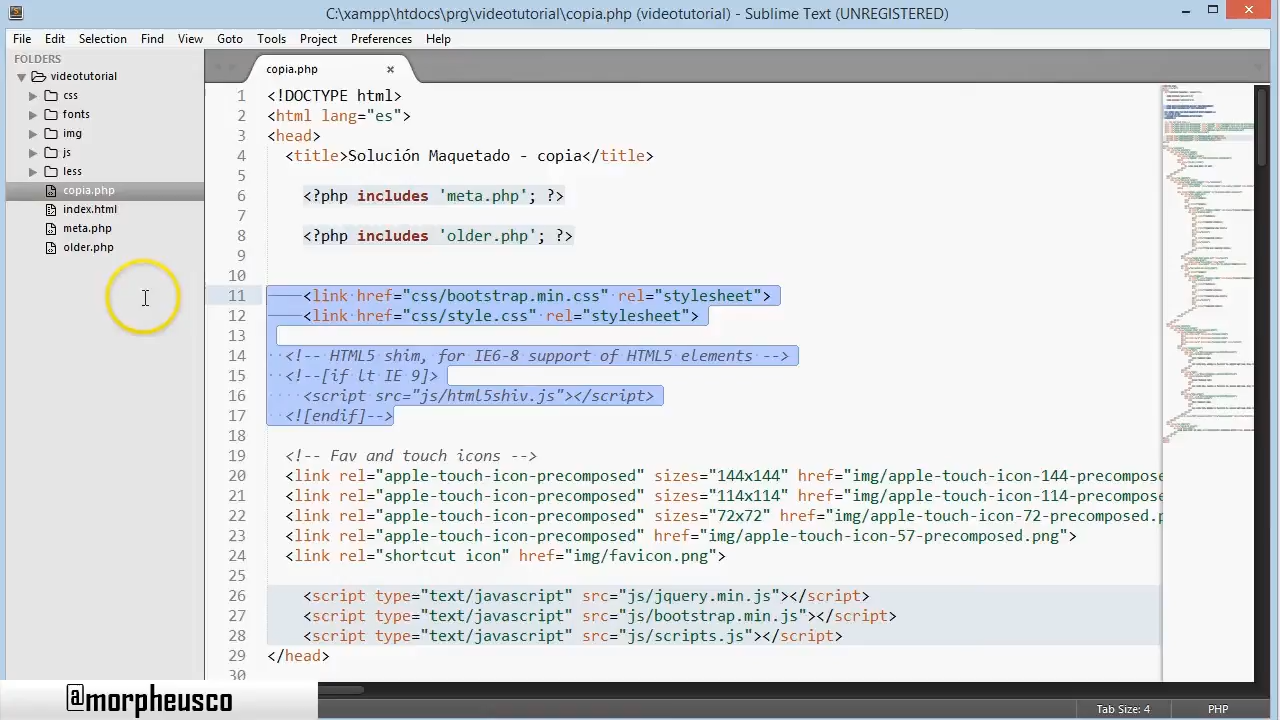 C:\xampp\htdocs\prg\videotutorial\copia.php (videotutorial) - Sublime Text (UNREGISTERED)
File Edit Selection Find View Goto Tools Project Preferences Help
FOLDERS
videotutorial
css
fonts
img
js
less
copia.php
index.html
meta.php
older.php
copia.php
1 <!DOCTYPE html>
2 <html lang="es">
3 <head>
4 <title>Solución Maquetado - copia</title>
5
6 <?php includes 'meta.php'; ?>
7
8 <?php includes 'older.php'; ?>
9
10
11 <link href="css/bootstrap.min.css" rel="stylesheet">
12 <link href="css/style.css" rel="stylesheet">
13
14 <!-- HTML5 shim, for IE6-8 support of HTML5 elements -->
15 <!--[if lt IE 9]>
16 <script src="js/html5shiv.js"></script>
17 <![endif]-->
18
19 <!-- Fav and touch icons -->
20 <link rel="apple-touch-icon-precomposed" sizes="144x144" href="img/apple-touch-icon-144-precompose
21 <link rel="apple-touch-icon-precomposed" sizes="114x114" href="img/apple-touch-icon-114-precompose
22 <link rel="apple-touch-icon-precomposed" sizes="72x72" href="img/apple-touch-icon-72-precomposed.p
23 <link rel="apple-touch-icon-precomposed" href="img/apple-touch-icon-57-precomposed.png">
24 <link rel="shortcut icon" href="img/favicon.png">
25
26 <script type="text/javascript" src="js/jquery.min.js"></script>
27 <script type="text/javascript" src="js/bootstrap.min.js"></script>
28 <script type="text/javascript" src="js/scripts.js"></script>
29 </head>
30
@morpheusco
Tab Size: 4 PHP